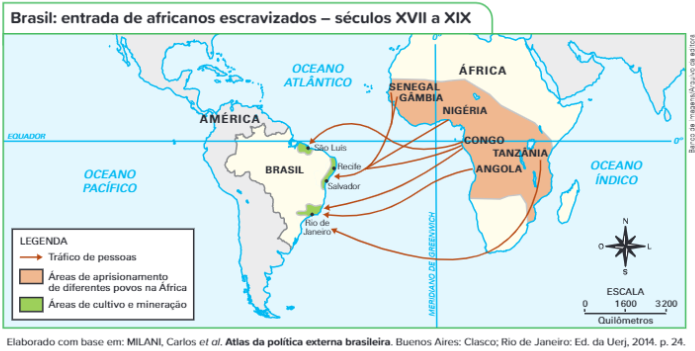 Brasil: entrada de africanos escravizados – séculos XVII a XIX
OCEANO
ATLÂNTICO
ÁFRICA
SENEGAL
GÂMBIA
NIGÉRIA
AMÉRICA
EQUADOR
0°
São Luís
CONGO
TANZÂNIA
BRASIL
Recife
ANGOLA
OCEANO
PACÍFICO
Salvador
OCEANO
ÍNDICO
Rio de
Janeiro
MERIDIANO DE GREENWICH
LEGENDA
Tráfico de pessoas
Áreas de aprisionamento
de diferentes povos na África
Áreas de cultivo e mineração
N
O
L
S
ESCALA
0 1600 3200
Quilômetros
Banco de imagens/Arquivo da editora
Elaborado com base em: MILANI, Carlos et al. Atlas da política externa brasileira. Buenos Aires: Clasco; Rio de Janeiro: Ed. da Uerj, 2014. p. 24.